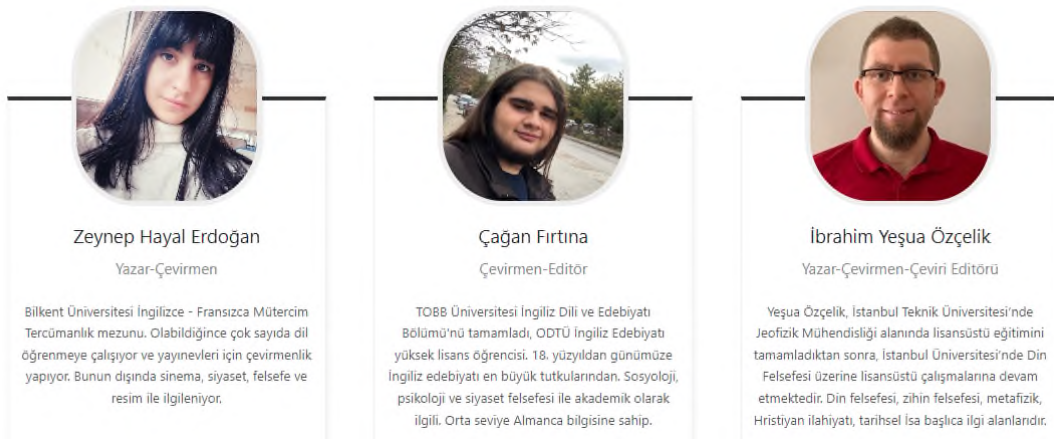 Zeynep Hayal Erdoğan
Yazar-Çevirmen
Bilkent Üniversitesi İngilizce - Fransızca Mütercim
Tercümanlık mezunu. Olabildiğince çok sayıda dil
öğrenmeye çalışıyor ve yayınevleri için çevirmenlik
yapıyor. Bunun dışında sinema, siyaset, felsefe ve
resim ile ilgileniyor.
Çağan Fırtına
Çevirmen-Editör
TOBB Üniversitesi İngiliz Dili ve Edebiyatı
Bölümü'nü tamamladı, ODTÜ İngiliz Edebiyatı
yüksek lisans öğrencisi. 18. yüzyıldan günümüze
İngiliz edebiyatı en büyük tutkularından. Sosyoloji,
psikoloji ve siyaset felsefesi ile akademik olarak
ilgili. Orta seviye Almanca bilgisine sahip.
İbrahim Yeşua Özçelik
Yazar-Çevirmen-Çeviri Editörü
Yeşua Özçelik, İstanbul Teknik Üniversitesi'nde
Jeofizik Mühendisliği alanında lisansüstü eğitimini
tamamladıktan sonra, İstanbul Üniversitesi'nde Din
Felsefesi üzerine lisansüstü çalışmalarına devam
etmektedir. Din felsefesi, zihin felsefesi, metafizik,
Hristiyan ilahiyatı, tarihsel İsa başlıca ilgi alanlarıdır.